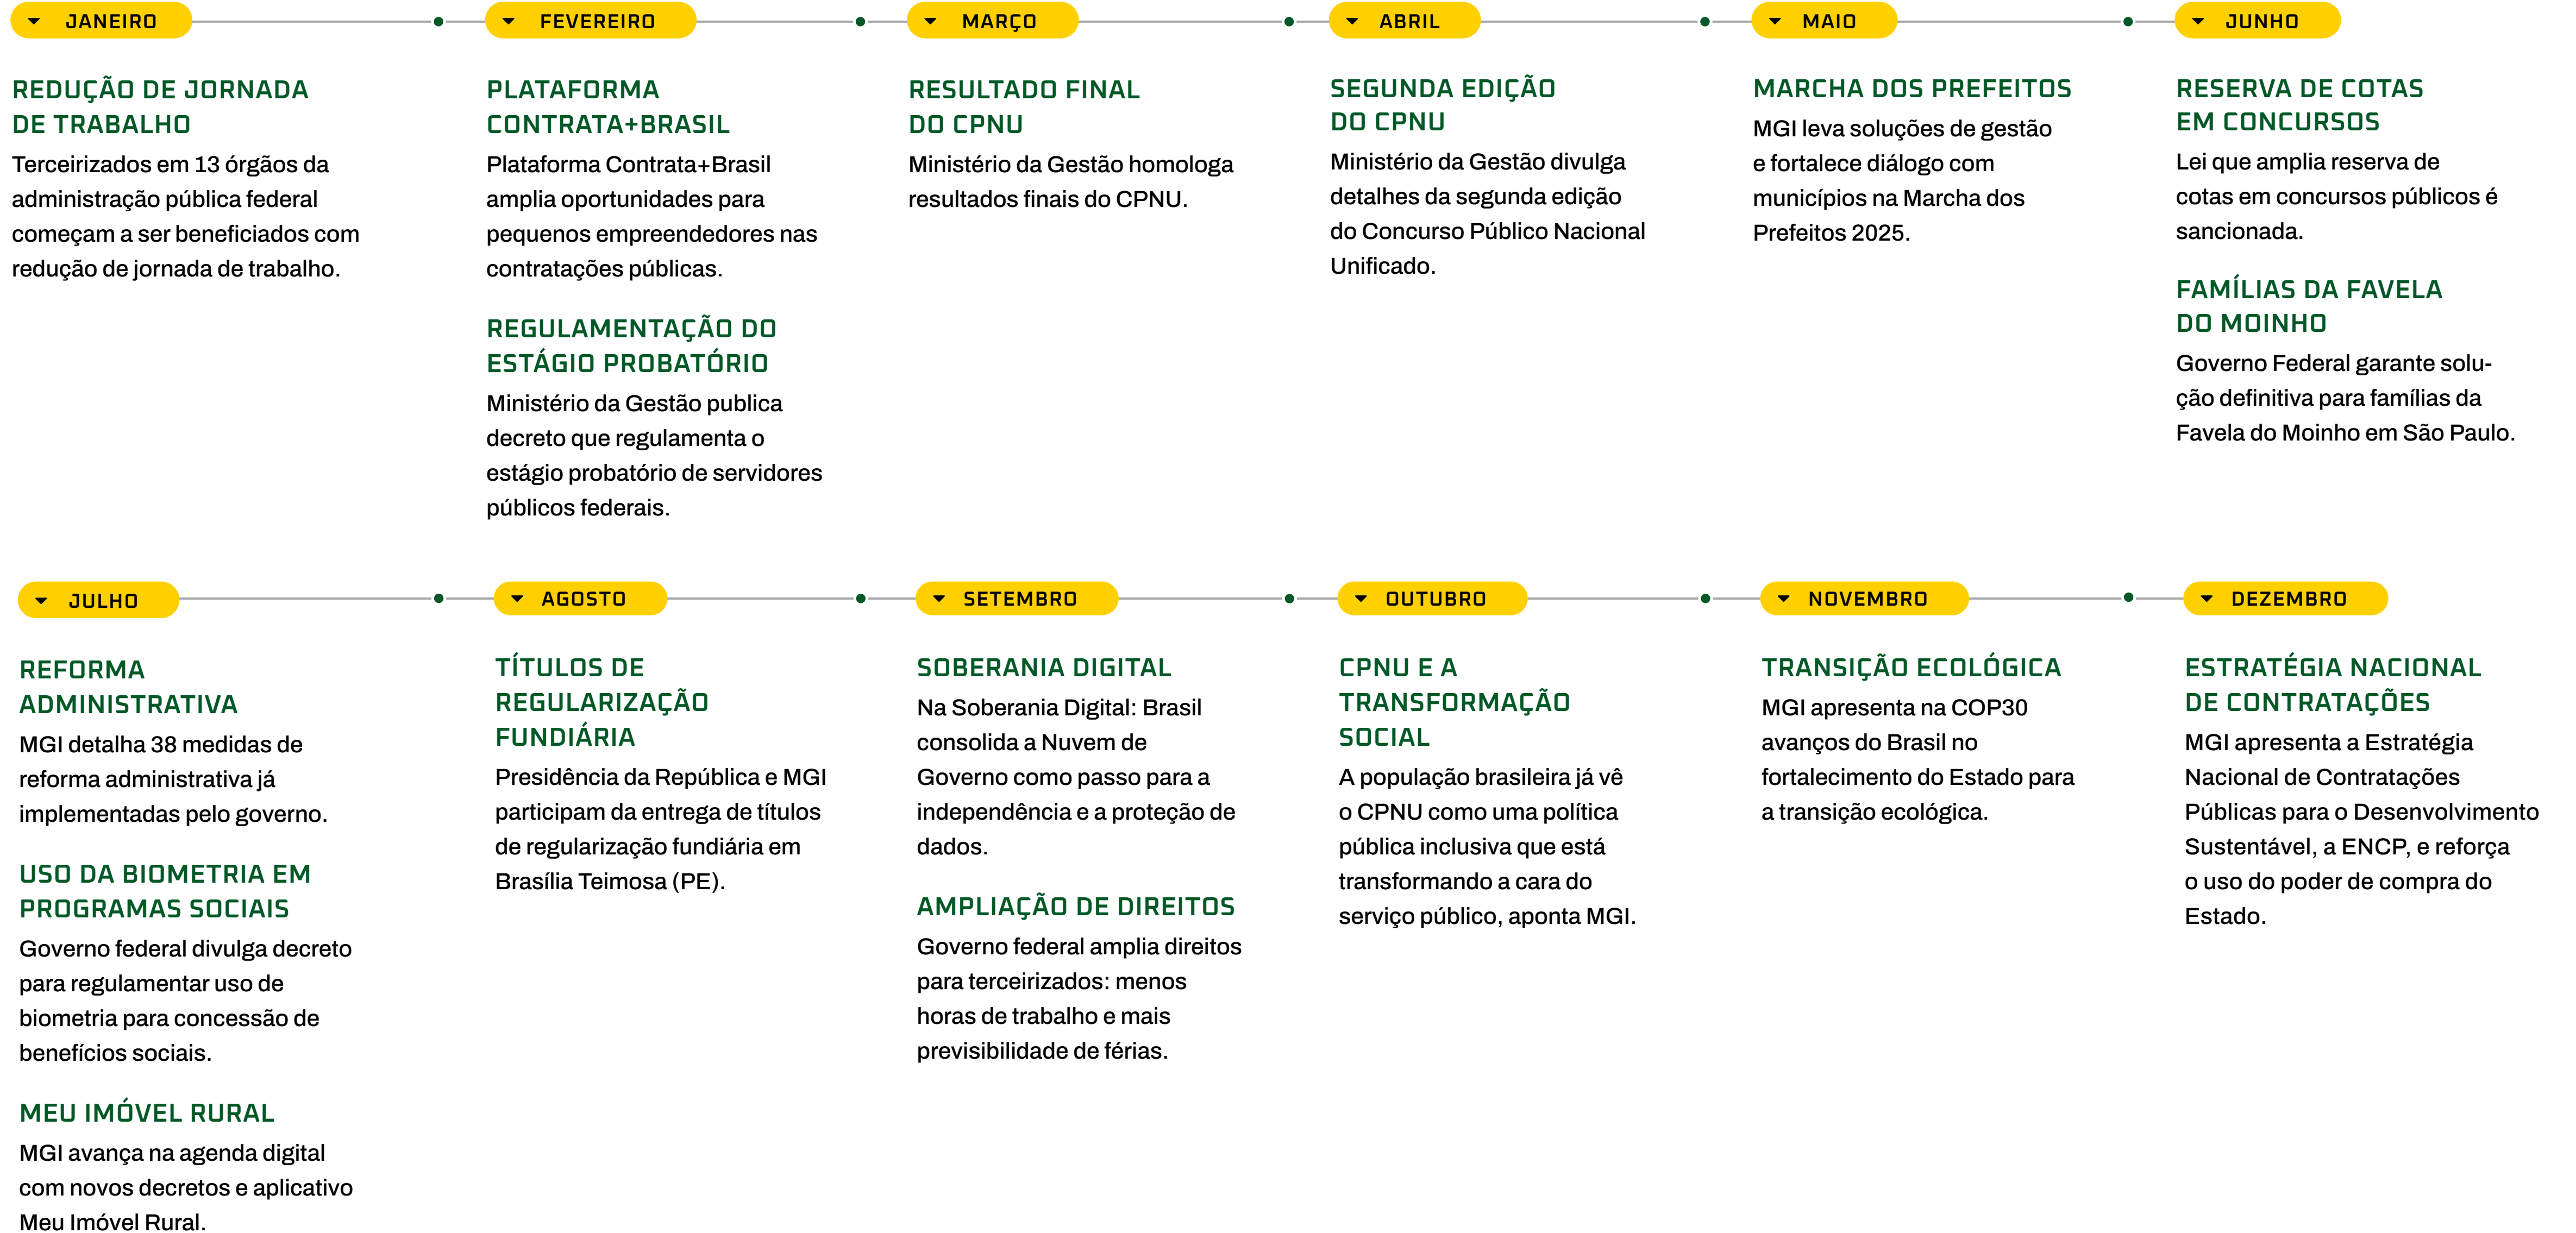 JANEIRO
REDUÇÃO DE JORNADA
DE TRABALHO
Terceirizados em 13 órgãos da
administração pública federal
começam a ser beneficiados com
redução de jornada de trabalho.
FEVEREIRO
PLATAFORMA
CONTRATA+BRASIL
Plataforma Contrata+Brasil
amplia oportunidades para
pequenos empreendedores nas
contratações públicas.
REGULAMENTAÇÃO DO
ESTÁGIO PROBATÓRIO
Ministério da Gestão publica
decreto que regulamenta o
estágio probatório de servidores
públicos federais.
MARÇO
RESULTADO FINAL
DO CPNU
Ministério da Gestão homologa
resultados finais do CPNU.
ABRIL
SEGUNDA EDIÇÃO
DO CPNU
Ministério da Gestão divulga
detalhes da segunda edição
do Concurso Público Nacional
Unificado.
MAIO
MARCHA DOS PREFEITOS
MGI leva soluções de gestão
e fortalece diálogo com
municípios na Marcha dos
Prefeitos 2025.
JUNHO
RESERVA DE COTAS
EM CONCURSOS
Lei que amplia reserva de
cotas em concursos públicos é
sancionada.
FAMÍLIAS DA FAVELA
DO MOINHO
Governo Federal garante solu-
ção definitiva para famílias da
Favela do Moinho em São Paulo.
JULHO
REFORMA
ADMINISTRATIVA
MGI detalha 38 medidas de
reforma administrativa já
implementadas pelo governo.
USO DA BIOMETRIA EM
PROGRAMAS SOCIAIS
Governo federal divulga decreto
para regulamentar uso de
biometria para concessão de
benefícios sociais.
MEU IMÓVEL RURAL
MGI avança na agenda digital
com novos decretos e aplicativo
Meu Imóvel Rural.
AGOSTO
TÍTULOS DE
REGULARIZAÇÃO
FUNDIÁRIA
Presidência da República e MGI
participam da entrega de títulos
de regularização fundiária em
Brasília Teimosa (PE).
SETEMBRO
SOBERANIA DIGITAL
Na Soberania Digital: Brasil
consolida a Nuvem de
Governo como passo para a
independência e a proteção de
dados.
AMPLIAÇÃO DE DIREITOS
Governo federal amplia direitos
para terceirizados: menos
horas de trabalho e mais
previsibilidade de férias.
OUTUBRO
CPNU E A
TRANSFORMAÇÃO
SOCIAL
A população brasileira já vê
o CPNU como uma política
pública inclusiva que está
transformando a cara do
serviço público, aponta MGI.
NOVEMBRO
TRANSIÇÃO ECOLÓGICA
MGI apresenta na COP30
avanços do Brasil no
fortalecimento do Estado para
a transição ecológica.
DEZEMBRO
ESTRATÉGIA NACIONAL
DE CONTRATAÇÕES
MGI apresenta a Estratégia
Nacional de Contratações
Públicas para o Desenvolvimento
Sustentável, a ENCP, e reforça
o uso do poder de compra do
Estado.